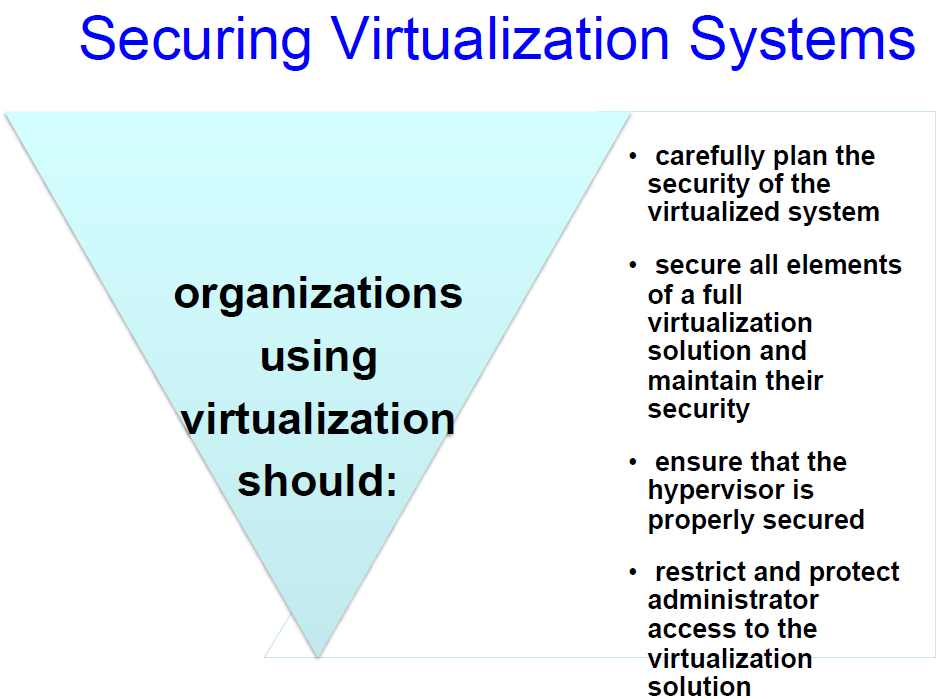 Securing Virtualization Systems
organizations
using
virtualization
should:
• carefully plan the
security of the
virtualized system
• secure all elements
of a full
virtualization
solution and
maintain their
security
• ensure that the
hypervisor is
properly secured
• restrict and protect
administrator
access to the
virtualization
solution